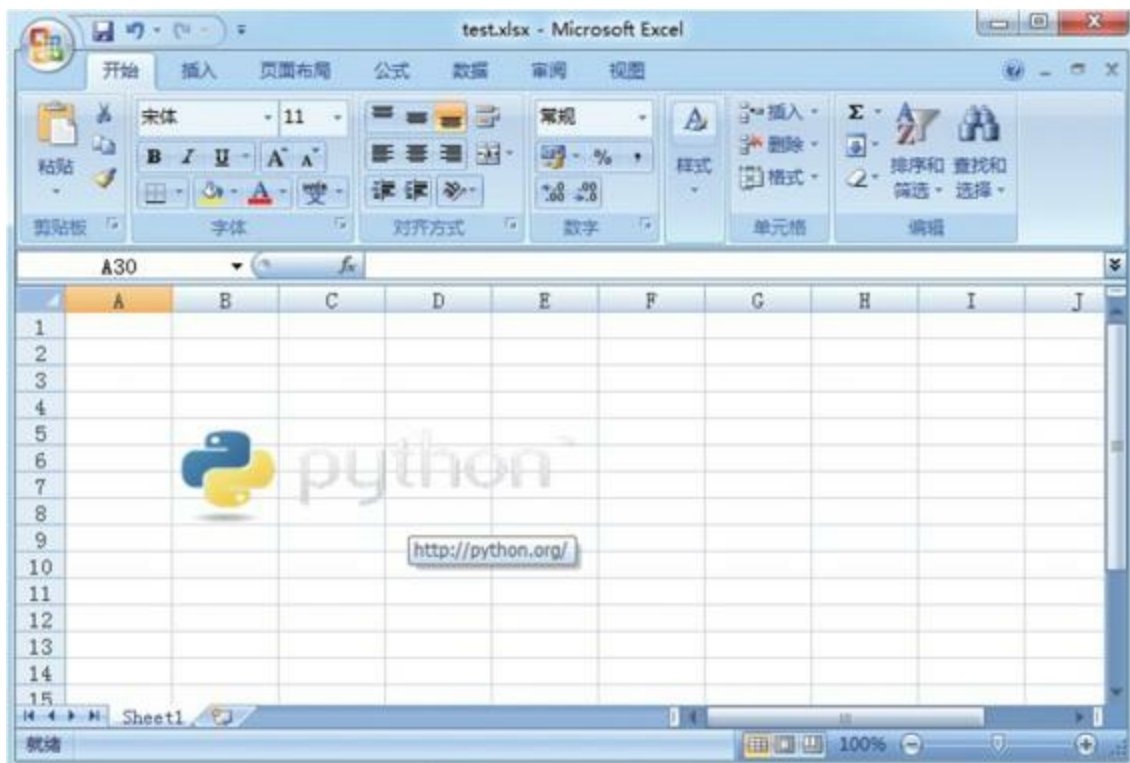 test.xlsx - Microsoft Excel
开始 插入 页面布局 公式 数据 审阅 视图
宋体 11 常规 插入
B I U A A % , 样式 删除
粘贴 A 格式 排序和筛选 查找和选择
剪贴板 字体 对齐方式 数字 单元格 编辑
A30 fx
A B C D E F G H I J
1
2
3
4
5
6
7
8
9
10
11
12
13
14
15
python
http://python.org/
Sheet1
就绪 100%